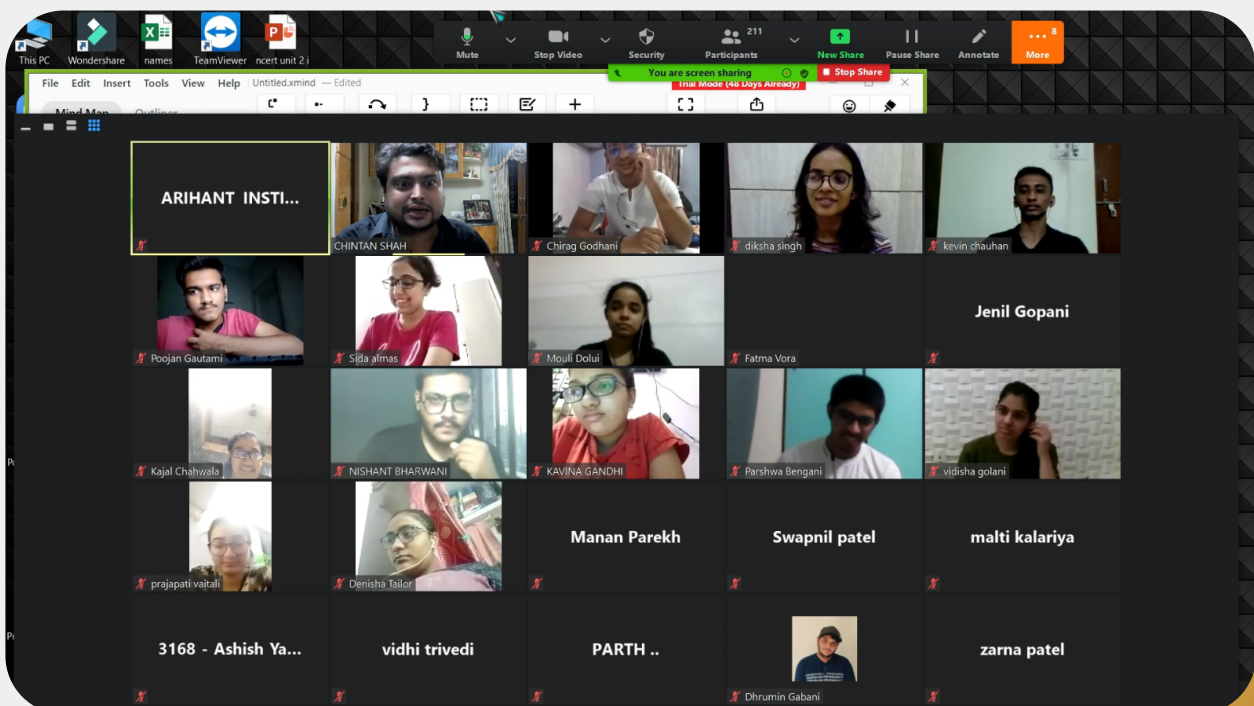 This PC
Wondershare
names
TeamViewer
ncert unit 2 i
Mute
Stop Video
Security
211
Participants
New Share
Pause Share
Annotate
8
More
You are screen sharing
Stop Share
File Edit Insert Tools View Help Untitled.xmind — Edited
Trial Mode (48 Days Already)
Mind Map Outliner
ARIHANT INSTI...
CHINTAN SHAH
Chirag Godhani
diksha singh
kevin chauhan
Poojan Gautami
Sida almas
Mouli Dolui
Fatma Vora
Jenil Gopani
Kajal Chahwala
NISHANT BHARWANI
KAVINA GANDHI
Parshwa Bengani
vidisha golani
prajapati vaitali
Denisha Tailor
Manan Parekh
Swapnil patel
malti kalariya
3168 - Ashish Ya...
vidhi trivedi
PARTH ..
Dhrumin Gabani
zarna patel